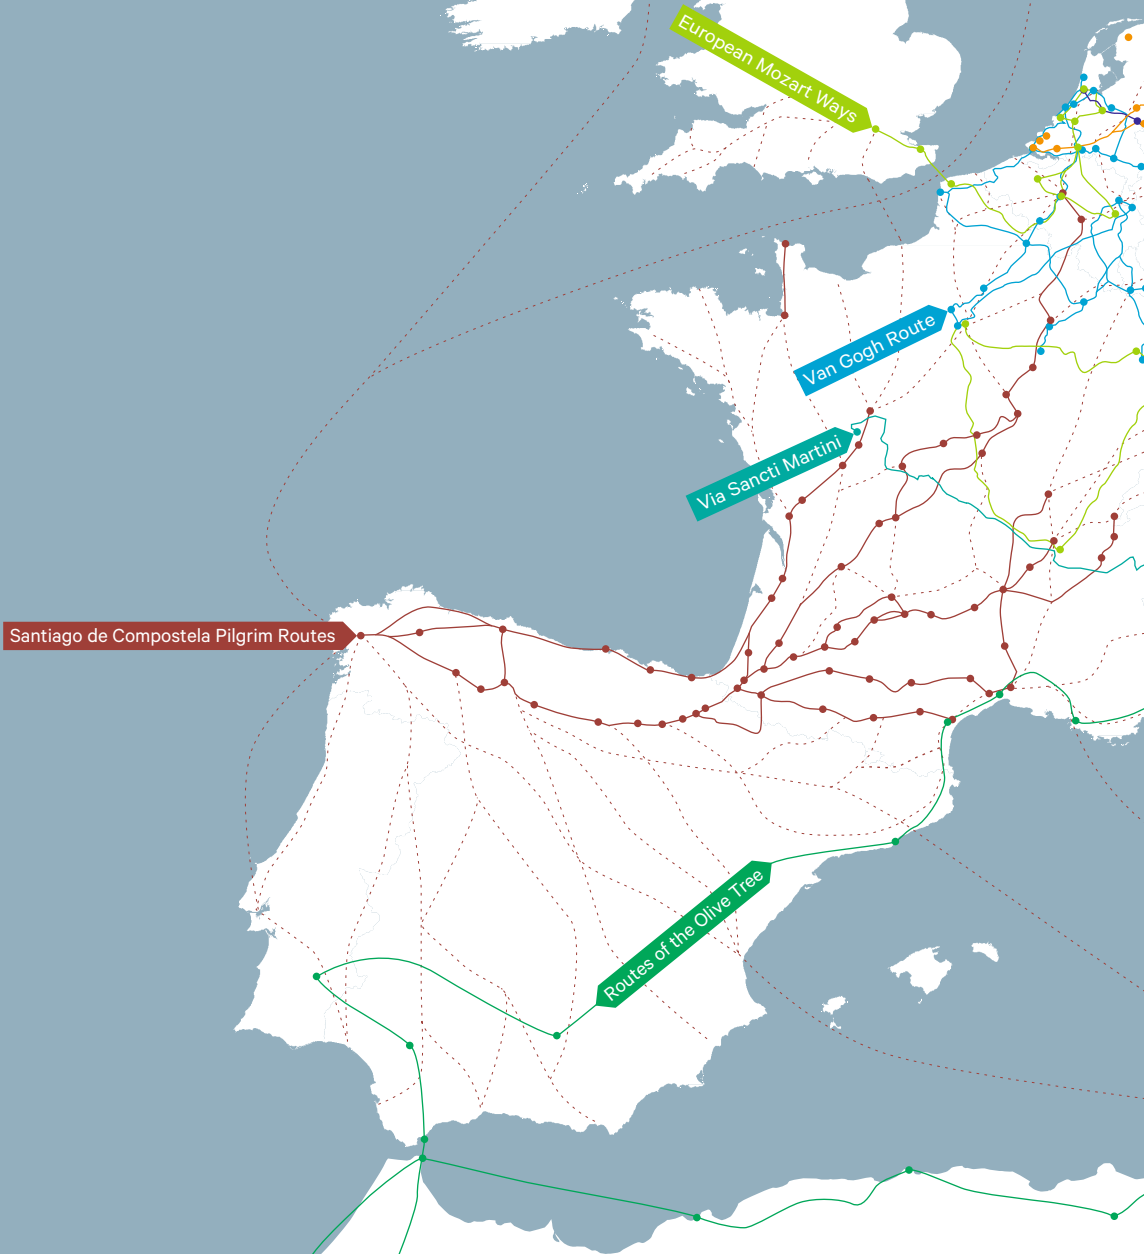 European Mozart Ways
Van Gogh Route
Via Sancti Martini
Santiago de Compostela Pilgrim Routes
Routes of the Olive Tree